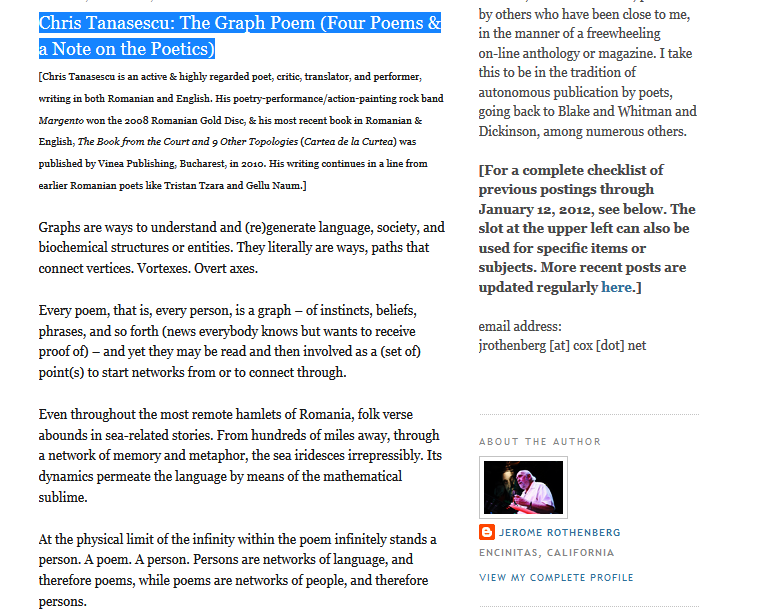 Chris Tanasescu: The Graph Poem (Four Poems &
a Note on the Poetics)
[Chris Tanasescu is an active & highly regarded poet, critic, translator, and performer,
writing in both Romanian and English. His poetry-performance/action-painting rock band
Margento won the 2008 Romanian Gold Disc, & his most recent book in Romanian &
English, The Book from the Court and 9 Other Topologies (Cartea de la Curtea) was
published by Vinea Publishing, Bucharest, in 2010. His writing continues in a line from
earlier Romanian poets like Tristan Tzara and Gellu Naum.]
Graphs are ways to understand and (re)generate language, society, and
biochemical structures or entities. They literally are ways, paths that
connect vertices. Vortexes. Overt axes.
Every poem, that is, every person, is a graph – of instincts, beliefs,
phrases, and so forth (news everybody knows but wants to receive
proof of) – and yet they may be read and then involved as a (set of)
point(s) to start networks from or to connect through.
Even throughout the most remote hamlets of Romania, folk verse
abounds in sea-related stories. From hundreds of miles away, through
a network of memory and metaphor, the sea iridesces irrepressibly. Its
dynamics permeate the language by means of the mathematical
sublime.
At the physical limit of the infinity within the poem infinitely stands a
person. A poem. A person. Persons are networks of language, and
therefore poems, while poems are networks of people, and therefore
persons.
by others who have been close to me,
in the manner of a freewheeling
on-line anthology or magazine. I take
this to be in the tradition of
autonomous publication by poets,
going back to Blake and Whitman and
Dickinson, among numerous others.
[For a complete checklist of
previous postings through
January 12, 2012, see below. The
slot at the upper left can also be
used for specific items or
subjects. More recent posts are
updated regularly here.]
email address:
jrothenberg [at] cox [dot] net
ABOUT THE AUTHOR
JEROME ROTHENBERG
ENCINITAS, CALIFORNIA
VIEW MY COMPLETE PROFILE